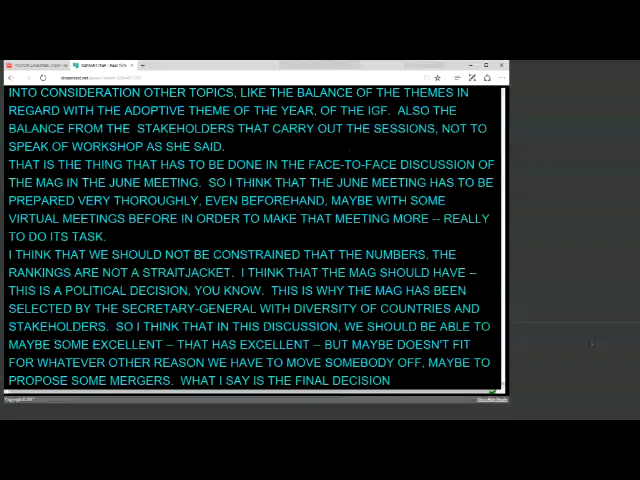 streamtext.net
INTO CONSIDERATION OTHER TOPICS, LIKE THE BALANCE OF THE THEMES IN
REGARD WITH THE ADOPTIVE THEME OF THE YEAR, OF THE IGF. ALSO THE
BALANCE FROM THE STAKEHOLDERS THAT CARRY OUT THE SESSIONS, NOT TO
SPEAK OF WORKSHOP AS SHE SAID.
THAT IS THE THING THAT HAS TO BE DONE IN THE FACE-TO-FACE DISCUSSION OF
THE MAG IN THE JUNE MEETING. SO I THINK THAT THE JUNE MEETING HAS TO BE
PREPARED VERY THOROUGHLY, EVEN BEFOREHAND, MAYBE WITH SOME
VIRTUAL MEETINGS BEFORE IN ORDER TO MAKE THAT MEETING MORE -- REALLY
TO DO ITS TASK.
I THINK THAT WE SHOULD NOT BE CONSTRAINED THAT THE NUMBERS, THE
RANKINGS ARE NOT A STRAITJACKET. I THINK THAT THE MAG SHOULD HAVE --
THIS IS A POLITICAL DECISION, YOU KNOW. THIS IS WHY THE MAG HAS BEEN
SELECTED BY THE SECRETARY-GENERAL WITH DIVERSITY OF COUNTRIES AND
STAKEHOLDERS. SO I THINK THAT IN THIS DISCUSSION, WE SHOULD BE ABLE TO
MAYBE SOME EXCELLENT -- THAT HAS EXCELLENT -- BUT MAYBE DOESN'T FIT
FOR WHATEVER OTHER REASON WE HAVE TO MOVE SOMEBODY OFF, MAYBE TO
PROPOSE SOME MERGERS. WHAT I SAY IS THE FINAL DECISION